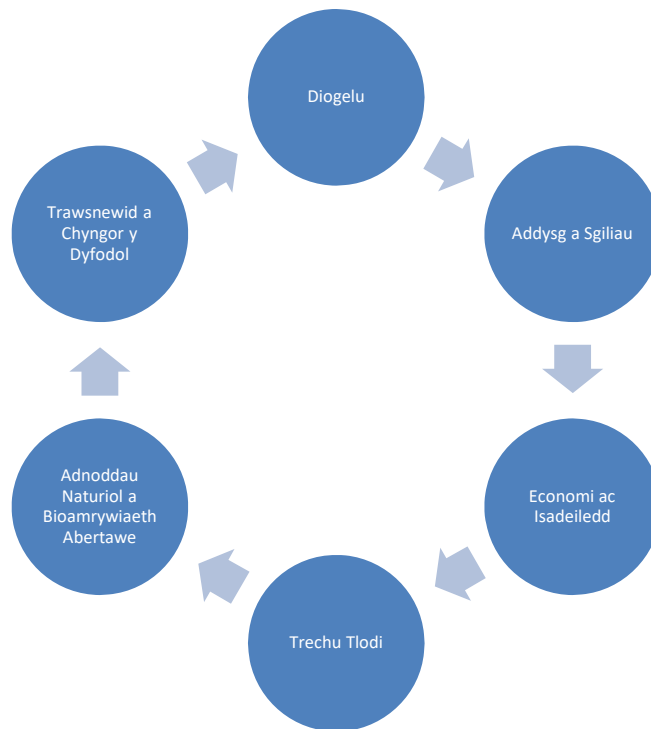 Diogelu
Addysg a Sgiliau
Economi ac
Isadeiledd
Trechu Tlodi
Adnoddau
Naturiol a
Bioamrywiaeth
Abertawe
Trawsnewid a
Chyngor y
Dyfodol